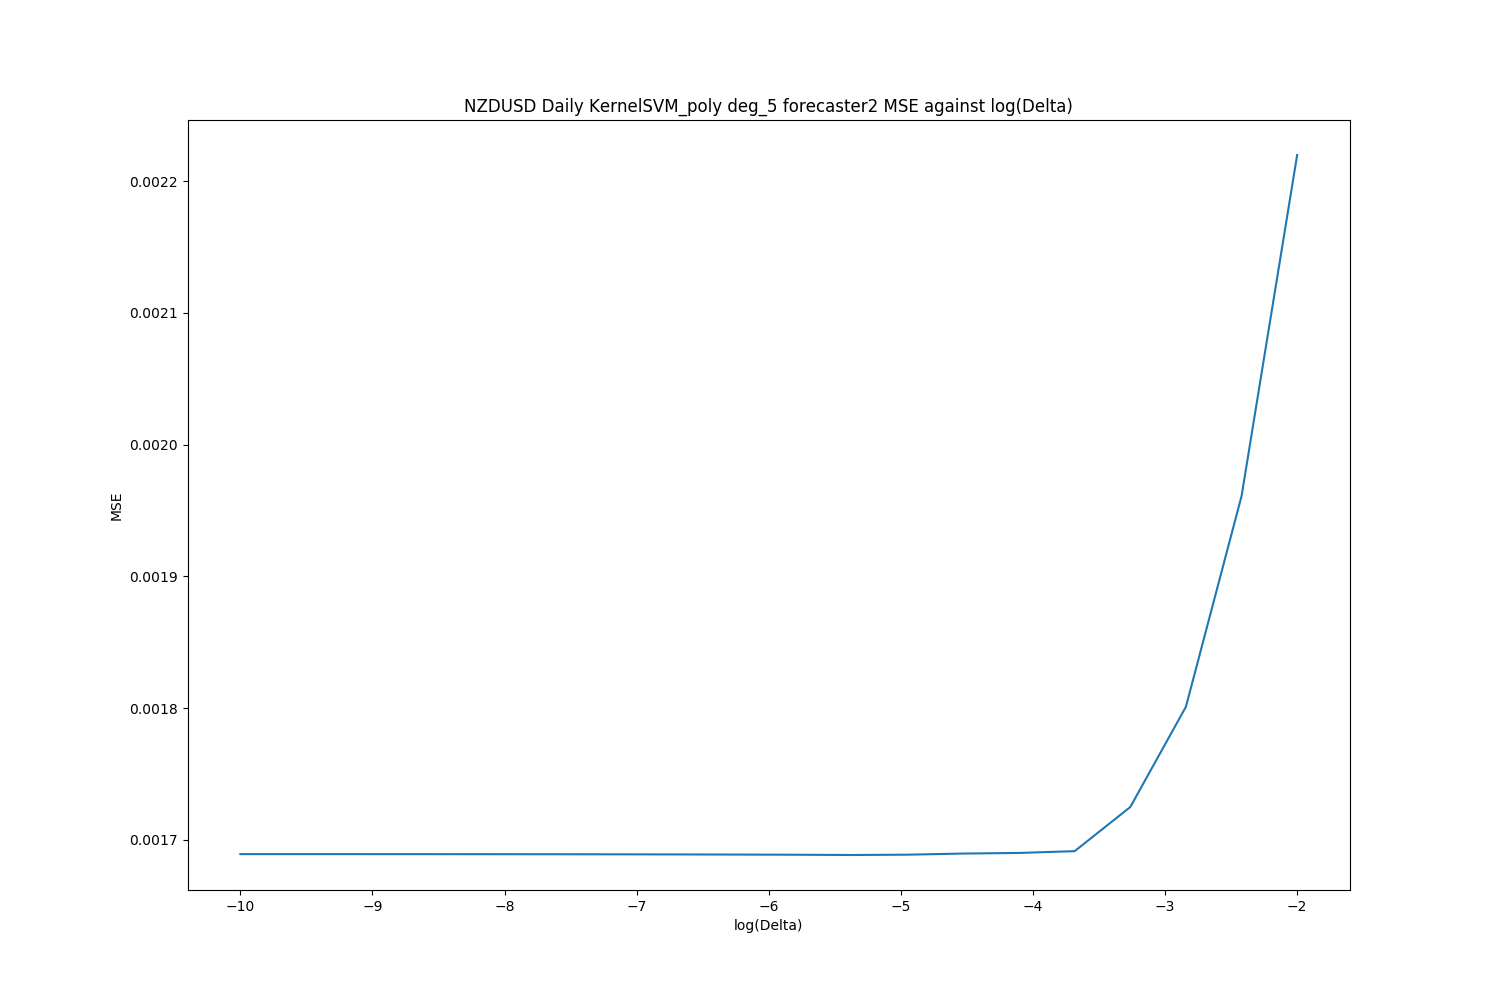 NZDUSD Daily KernelSVM_poly deg_5 forecaster2 MSE against log(Delta)
0.0022
0.0021
0.0020
0.0019
0.0018
0.0017
MSE
−10 −9 −8 −7 −6 −5 −4 −3 −2
log(Delta)